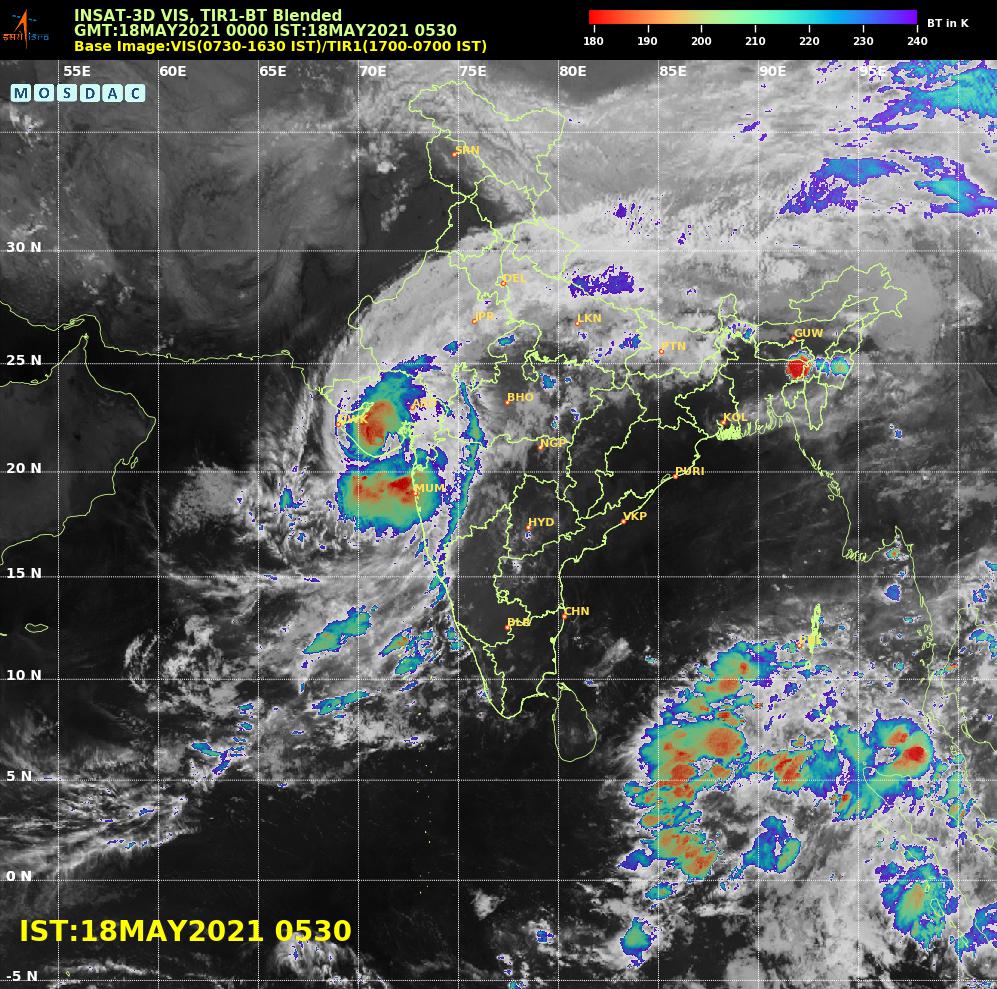 INSAT-3D VIS, TIR1-BT Blended
GMT:18MAY2021 0000 IST:18MAY2021 0530
Base Image:VIS(0730-1630 IST)/TIR1(1700-0700 IST)
BT in K
180 190 200 210 220 230 240
55E 60E 65E 70E 75E 80E 85E 90E 95E
M O S D A C
SRN
30 N
DEL
JPR
LKN
GUW
PTN
25 N
BHO
KOL
NGP
20 N
PURI
MUM
VKP
HYD
15 N
CHN
BLR
10 N
5 N
0 N
IST:18MAY2021 0530
-5 N